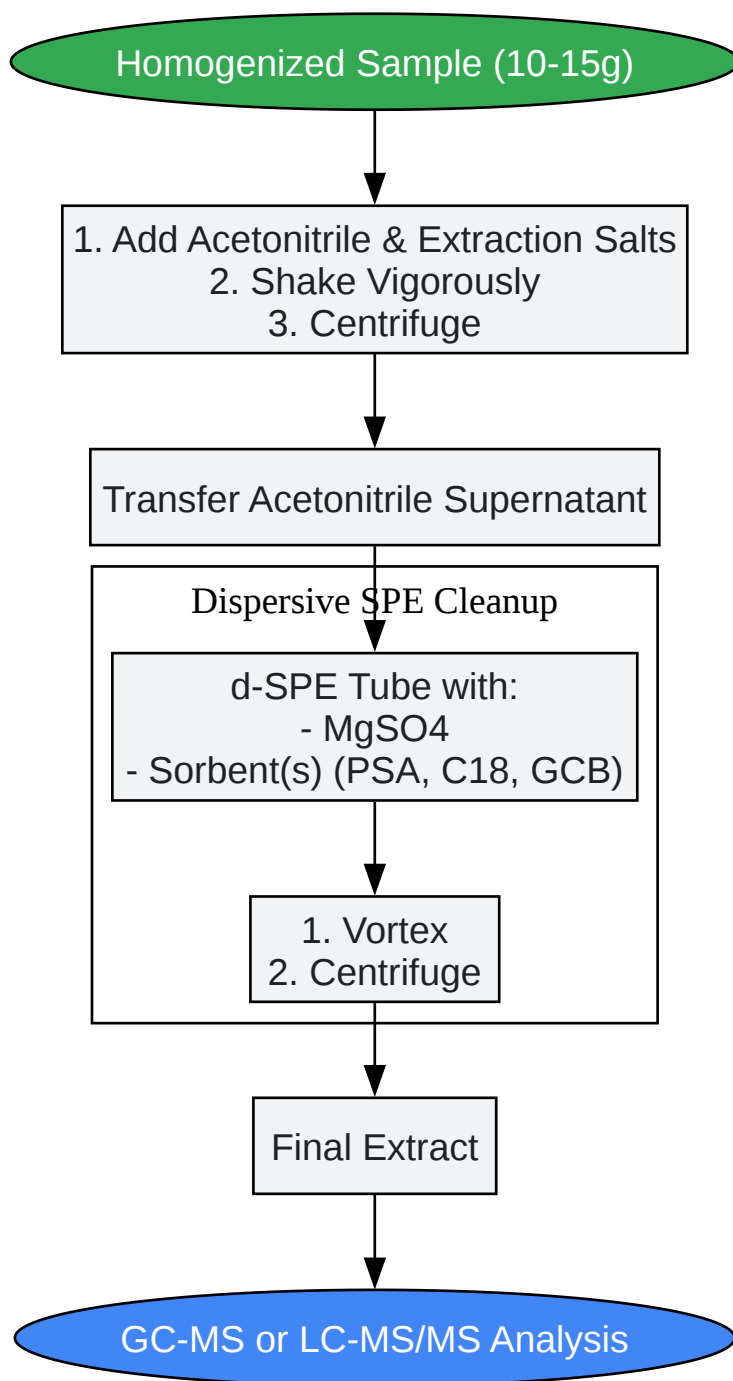 Homogenized Sample (10-15g)
1. Add Acetonitrile & Extraction Salts
2. Shake Vigorously
3. Centrifuge
Transfer Acetonitrile Supernatant
Dispersive SPE Cleanup
d-SPE Tube with:
- MgSO4
- Sorbent(s) (PSA, C18, GCB)
1. Vortex
2. Centrifuge
Final Extract
GC-MS or LC-MS/MS Analysis